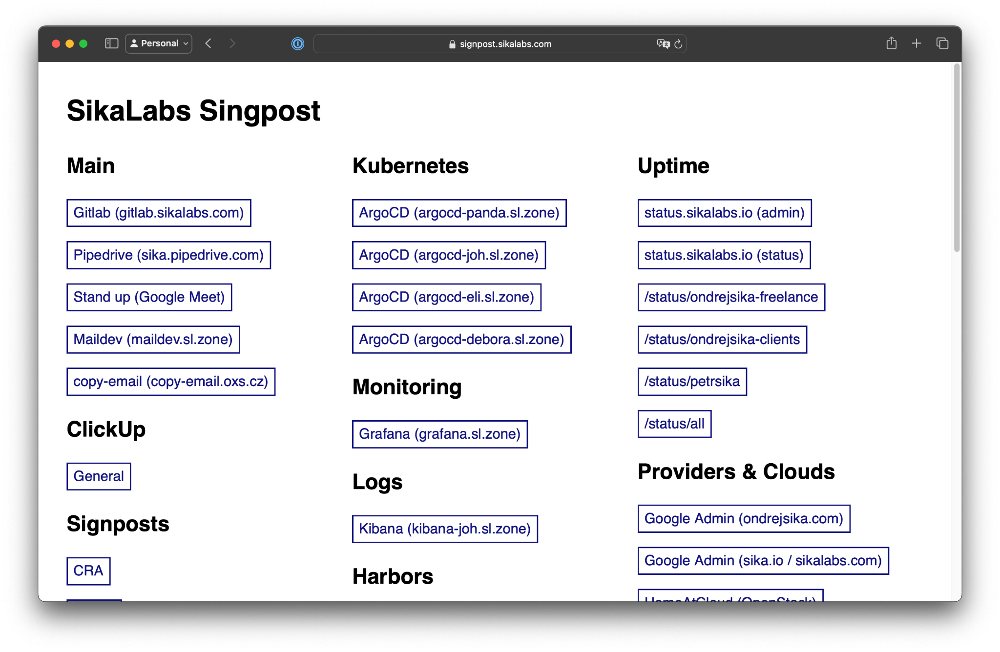 Personal
signpost.sikalabs.com
SikaLabs Singpost
Main
Gitlab (gitlab.sikalabs.com)
Pipedrive (sika.pipedrive.com)
Stand up (Google Meet)
Maildev (maildev.sl.zone)
copy-email (copy-email.oxs.cz)
ClickUp
General
Signposts
CRA
Kubernetes
ArgoCD (argocd-panda.sl.zone)
ArgoCD (argocd-joh.sl.zone)
ArgoCD (argocd-eli.sl.zone)
ArgoCD (argocd-debora.sl.zone)
Monitoring
Grafana (grafana.sl.zone)
Logs
Kibana (kibana-joh.sl.zone)
Harbors
Uptime
status.sikalabs.io (admin)
status.sikalabs.io (status)
/status/ondrejsika-freelance
/status/ondrejsika-clients
/status/petrsika
/status/all
Providers & Clouds
Google Admin (ondrejsika.com)
Google Admin (sika.io / sikalabs.com)
HomeAtCloud (OpenStack)